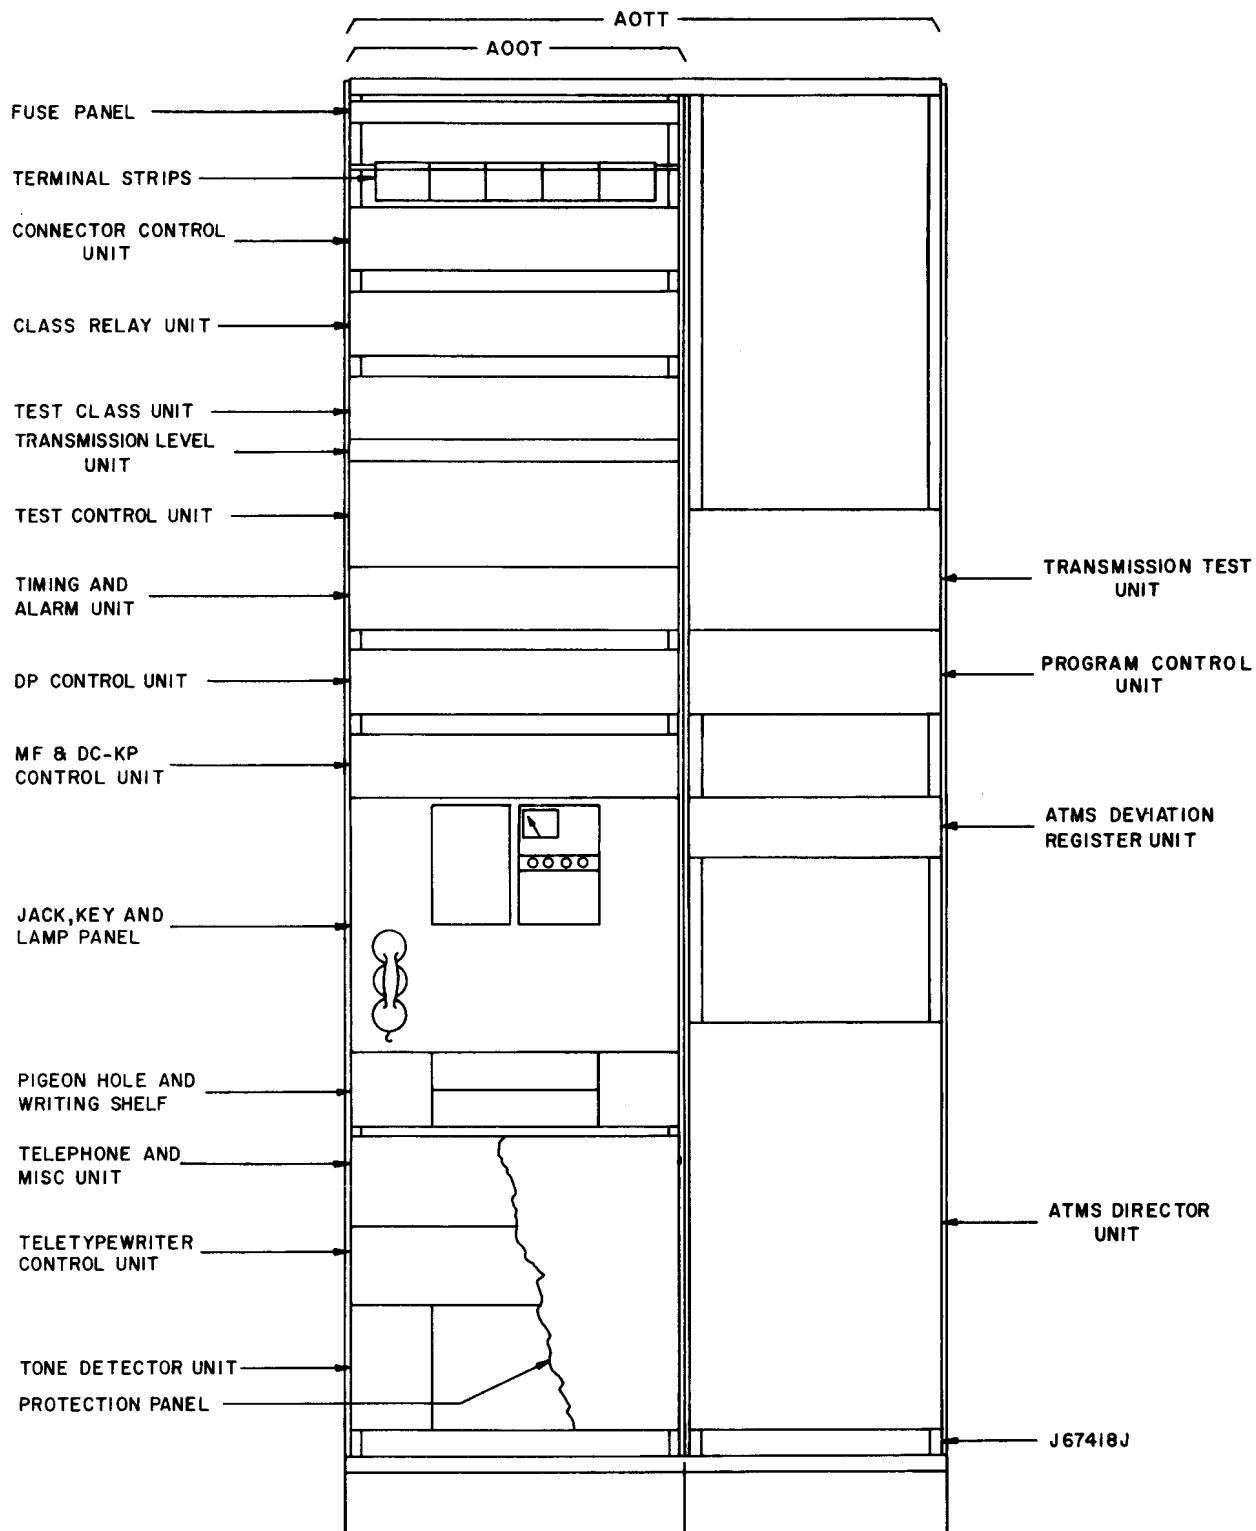 AOTT
AOOT
FUSE PANEL
TERMINAL STRIPS
CONNECTOR CONTROL
UNIT
CLASS RELAY UNIT
TEST CLASS UNIT
TRANSMISSION LEVEL
UNIT
TEST CONTROL UNIT
TIMING AND
ALARM UNIT
DP CONTROL UNIT
MF & DC-KP
CONTROL UNIT
JACK, KEY AND
LAMP PANEL
PIGEON HOLE AND
WRITING SHELF
TELEPHONE AND
MISC UNIT
TELETYPEWRITER
CONTROL UNIT
TONE DETECTOR UNIT
PROTECTION PANEL
TRANSMISSION TEST
UNIT
PROGRAM CONTROL
UNIT
ATMS DEVIATION
REGISTER UNIT
ATMS DIRECTOR
UNIT
J67418J